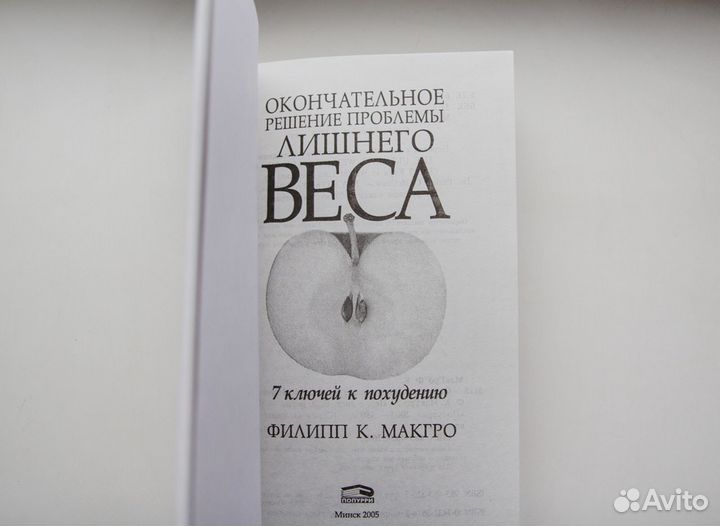 ОКОНЧАТЕЛЬНОЕ
РЕШЕНИЕ ПРОБЛЕМЫ
ЛИШНЕГО
ВЕСА
7 ключей к похудению
ФИЛИПП К. МАКГРО
ПОПУРРИ
Минск 2005
Avito